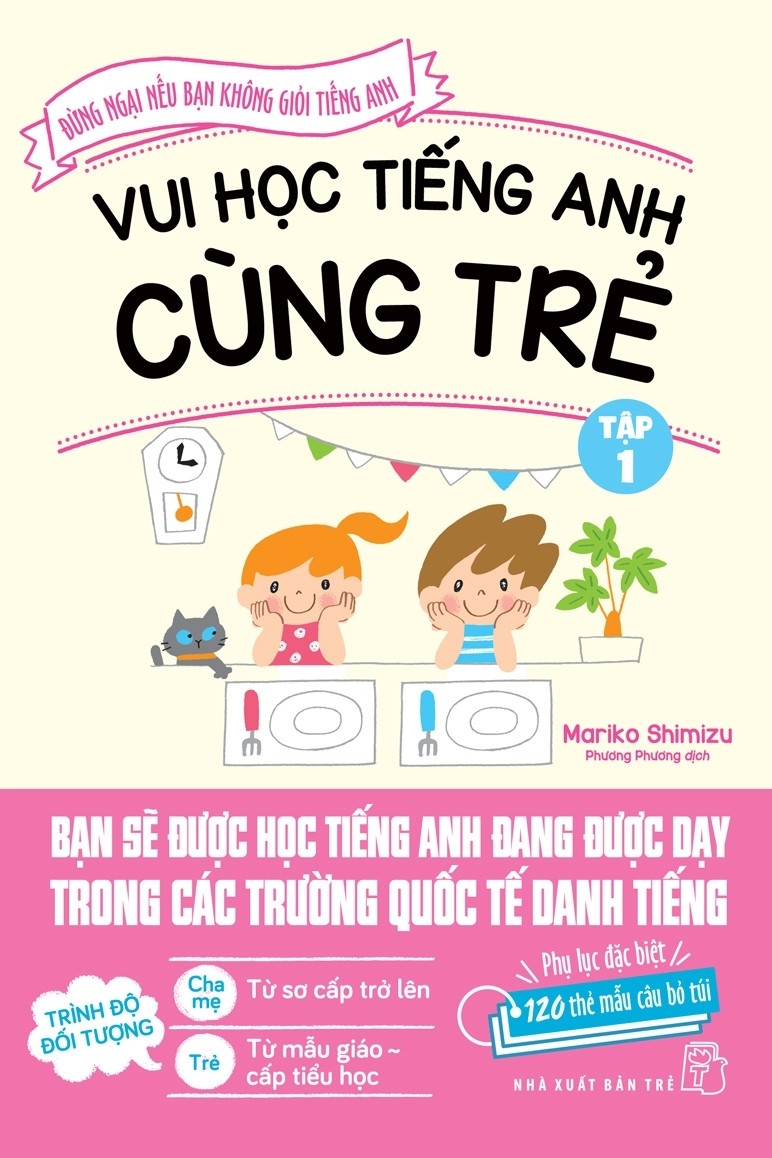 ĐỪNG NGẠI NẾU BẠN KHÔNG GIỎI TIẾNG ANH
VUI HỌC TIẾNG ANH
CÙNG TRẺ
TẬP
1
Mariko Shimizu
Phương Phương dịch
BẠN SẼ ĐƯỢC HỌC TIẾNG ANH ĐANG ĐƯỢC DẠY
TRONG CÁC TRƯỜNG QUỐC TẾ DANH TIẾNG
TRÌNH ĐỘ
ĐỐI TƯỢNG
Cha
mẹ
Từ sơ cấp trở lên
Trẻ
Từ mẫu giáo ~
cấp tiểu học
Phụ lục đặc biệt
120 thẻ mẫu câu bỏ túi
NHÀ XUẤT BẢN TRẺ
T